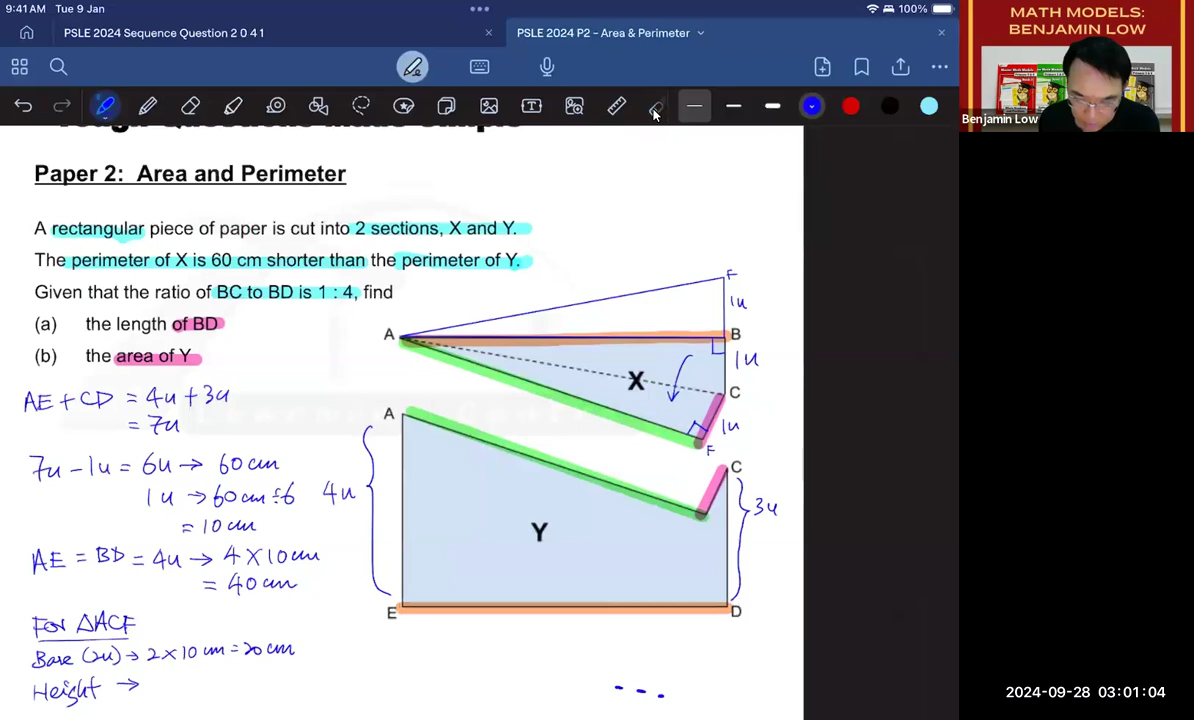 9:41 AM Tue 9 Jan
100%
PSLE 2024 Sequence Question 2 0 4 1
PSLE 2024 P2 – Area & Perimeter
MATH MODELS:
BENJAMIN LOW
Benjamin Low
Paper 2: Area and Perimeter
A rectangular piece of paper is cut into 2 sections, X and Y.
The perimeter of X is 60 cm shorter than the perimeter of Y.
Given that the ratio of BC to BD is 1 : 4, find
(a) the length of BD
(b) the area of Y
AE + CD = 4u + 3u
= 7u
7u - 1u = 6u → 60 cm
1u → 60 cm ÷ 6
= 10 cm
AE = BD = 4u → 4 × 10 cm
= 40 cm
For △ACF
Base (2u) → 2 × 10 cm = 20 cm
Height →
F
1u
A
B
1u
X
C
1u
F
A
C
4u
3u
Y
E
D
2024-09-28 03:01:04